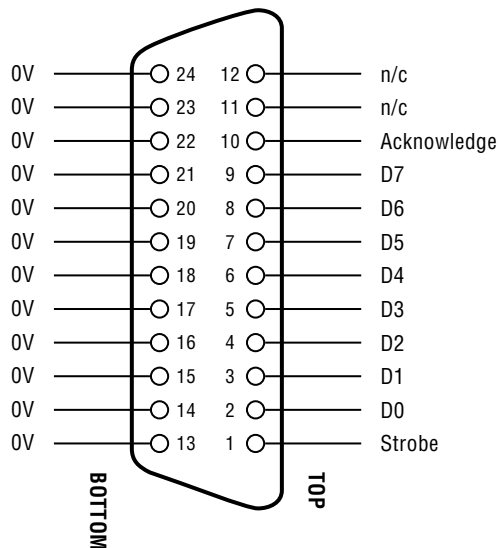 0V 24 12 n/c
0V 23 11 n/c
0V 22 10 Acknowledge
0V 21 9 D7
0V 20 8 D6
0V 19 7 D5
0V 18 6 D4
0V 17 5 D3
0V 16 4 D2
0V 15 3 D1
0V 14 2 D0
0V 13 1 Strobe
BOTTOM
TOP